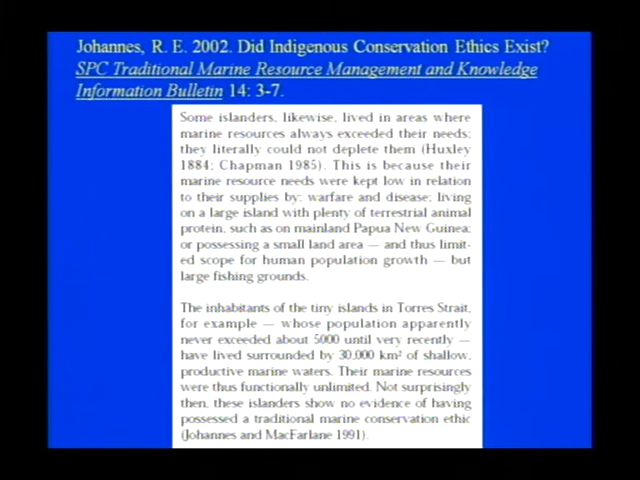 Johannes, R. E. 2002. Did Indigenous Conservation Ethics Exist?
SPC Traditional Marine Resource Management and Knowledge
Information Bulletin 14: 3-7.
Some islanders, likewise, lived in areas where
marine resources always exceeded their needs;
they literally could not deplete them (Huxley
1884; Chapman 1985). This is because their
marine resource needs were kept low in relation
to their supplies by: warfare and disease; living
on a large island with plenty of terrestrial animal
protein, such as on mainland Papua New Guinea;
or possessing a small land area — and thus limit-
ed scope for human population growth — but
large fishing grounds.
The inhabitants of the tiny islands in Torres Strait,
for example — whose population apparently
never exceeded about 5000 until very recently —
have lived surrounded by 30,000 km² of shallow,
productive marine waters. Their marine resources
were thus functionally unlimited. Not surprisingly
then, these islanders show no evidence of having
possessed a traditional marine conservation ethic
(Johannes and MacFarlane 1991).